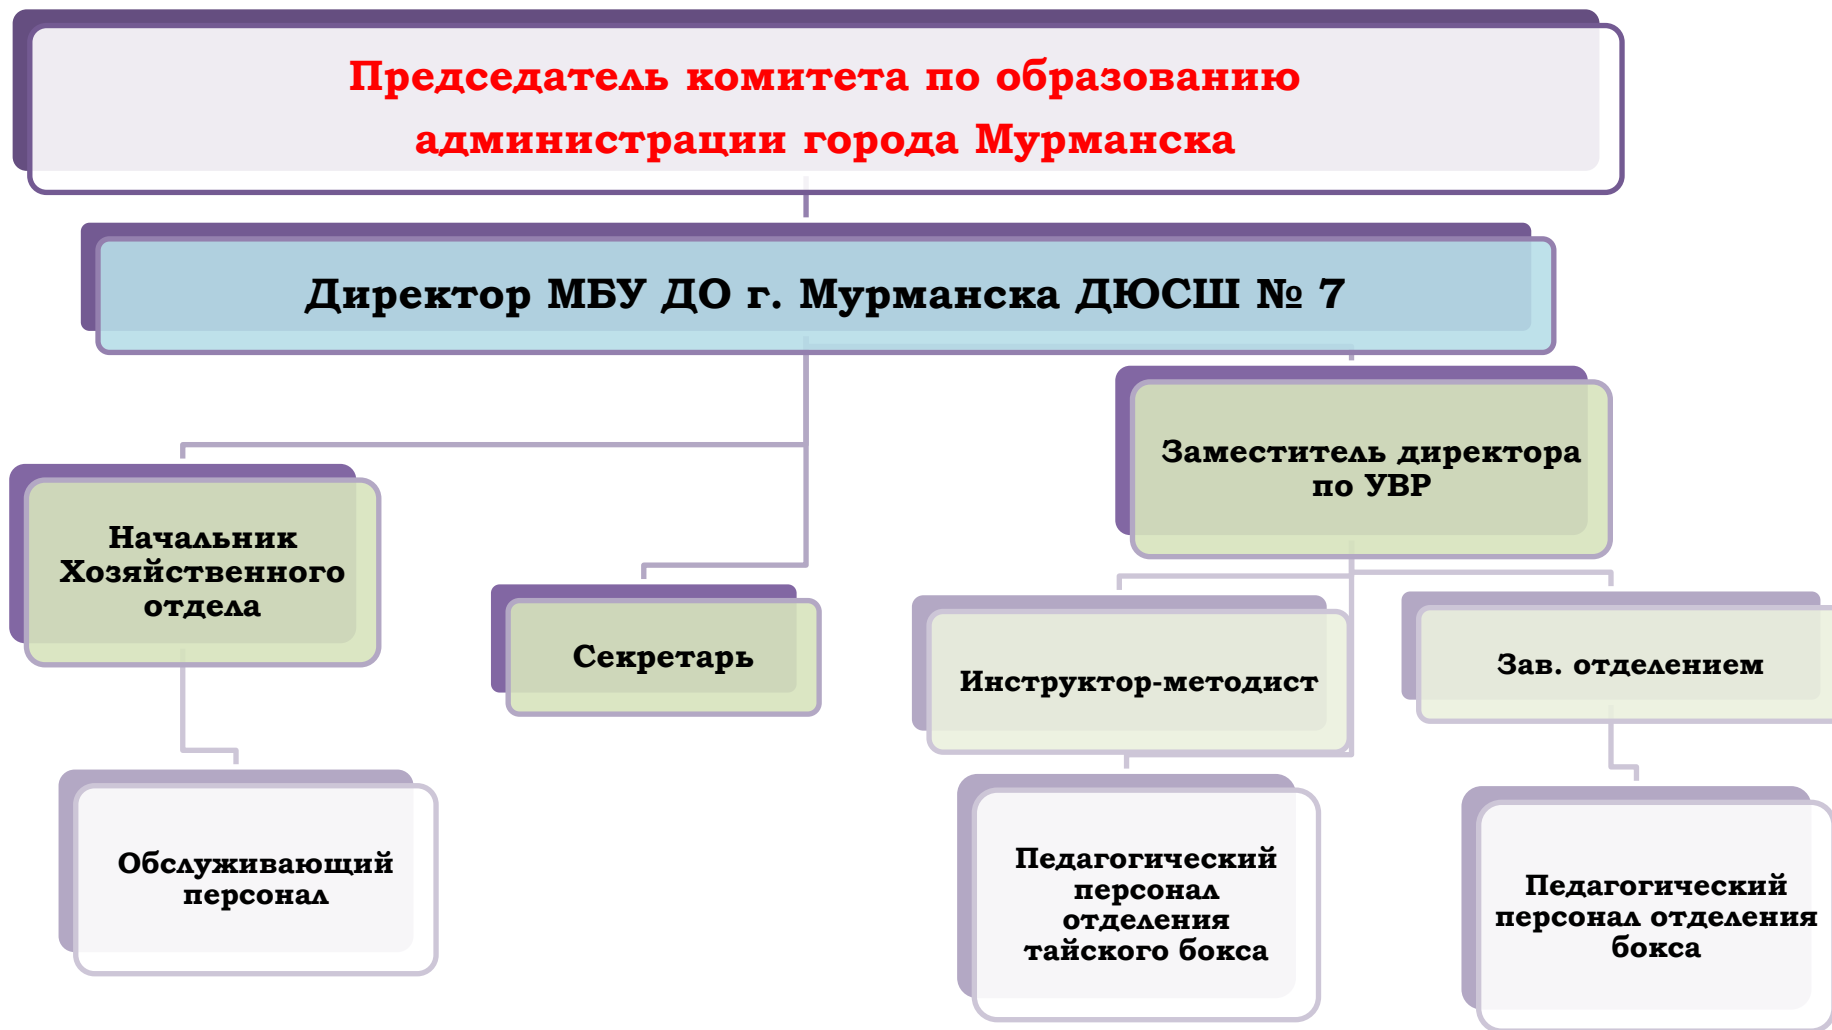 Председатель комитета по образованию
администрации города Мурманска
Директор МБУ ДО г. Мурманска ДЮСШ № 7
Заместитель директора
по УВР
Начальник
Хозяйственного
отдела
Секретарь
Инструктор-методист
Зав. отделением
Обслуживающий
персонал
Педагогический
персонал
отделения
тайского бокса
Педагогический
персонал отделения
бокса